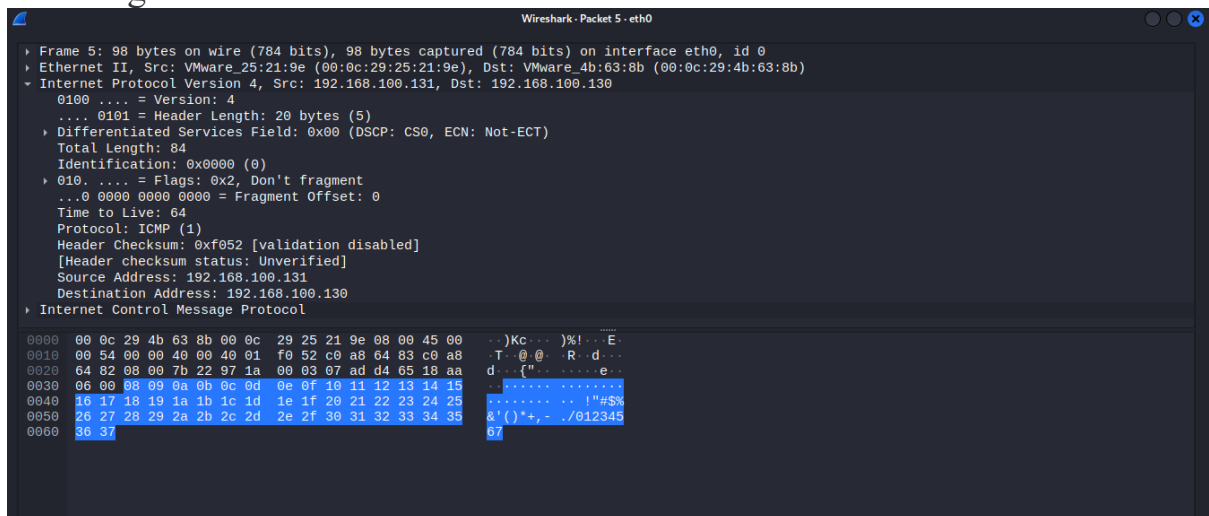 Wireshark · Packet 5 · eth0
Frame 5: 98 bytes on wire (784 bits), 98 bytes captured (784 bits) on interface eth0, id 0
Ethernet II, Src: VMware_25:21:9e (00:0c:29:25:21:9e), Dst: VMware_4b:63:8b (00:0c:29:4b:63:8b)
Internet Protocol Version 4, Src: 192.168.100.131, Dst: 192.168.100.130
0100 .... = Version: 4
.... 0101 = Header Length: 20 bytes (5)
Differentiated Services Field: 0x00 (DSCP: CS0, ECN: Not-ECT)
Total Length: 84
Identification: 0x0000 (0)
010. .... = Flags: 0x2, Don't fragment
...0 0000 0000 0000 = Fragment Offset: 0
Time to Live: 64
Protocol: ICMP (1)
Header Checksum: 0xf052 [validation disabled]
[Header checksum status: Unverified]
Source Address: 192.168.100.131
Destination Address: 192.168.100.130
Internet Control Message Protocol
0000 00 0c 29 4b 63 8b 00 0c 29 25 21 9e 08 00 45 00 ··)Kc··· )%!···E·
0010 00 54 00 00 40 00 40 01 f0 52 c0 a8 64 83 c0 a8 ·T··@·@· ·R··d···
0020 64 82 08 00 7b 22 97 1a 00 03 07 ad d4 65 18 aa d···{"·· ·····e··
0030 06 00 08 09 0a 0b 0c 0d 0e 0f 10 11 12 13 14 15 ········ ········
0040 16 17 18 19 1a 1b 1c 1d 1e 1f 20 21 22 23 24 25 ········ ·· !"#$%
0050 26 27 28 29 2a 2b 2c 2d 2e 2f 30 31 32 33 34 35 &'()*+,- ./012345
0060 36 37 67